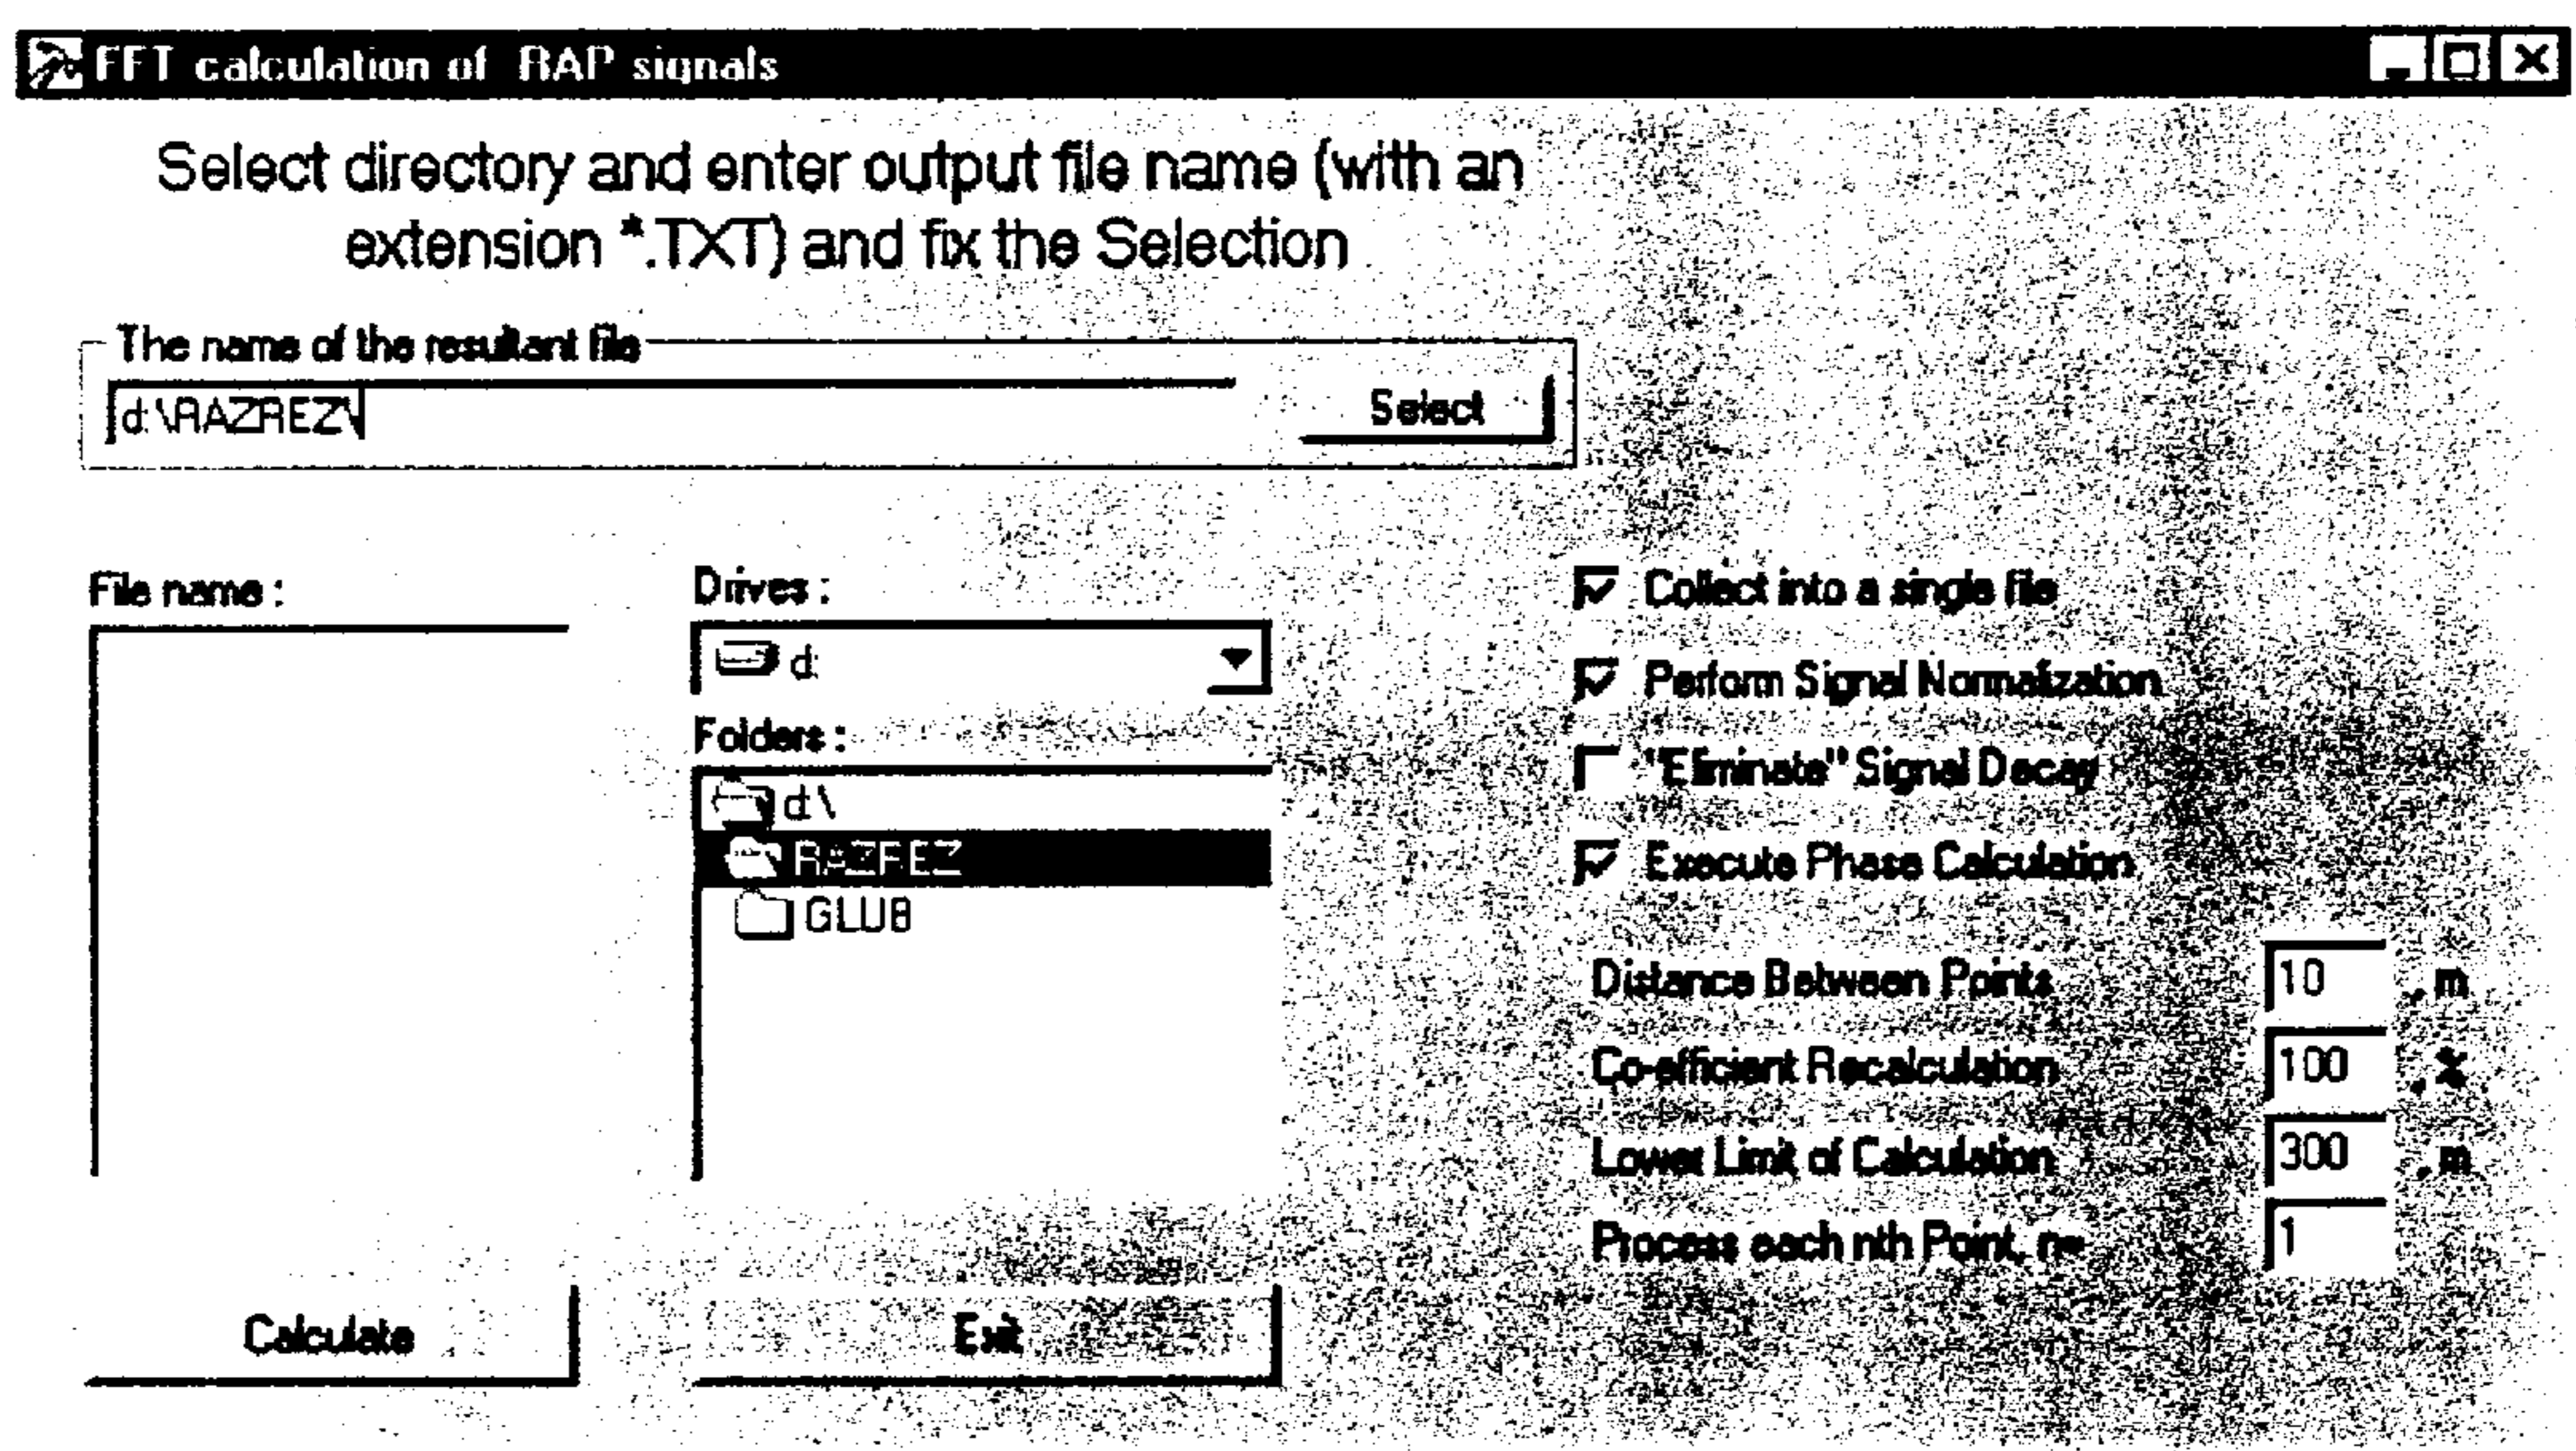 FFT calculation of RAP signals
Select directory and enter output file name (with an
extension *.TXT) and fix the Selection
The name of the resultant file
d:\RAZREZ\
Select
File name :
Drives :
d:
Folders :
d:\
RAZREZ
GLUB
Collect into a single file
Perform Signal Normalization
"Eliminate" Signal Decay
Execute Phase Calculation
Distance Between Points 10 , m
Co-efficient Recalculation 100 , %
Lower Limit of Calculation 300 , m
Process each nth Point, n= 1
Calculate
Exit